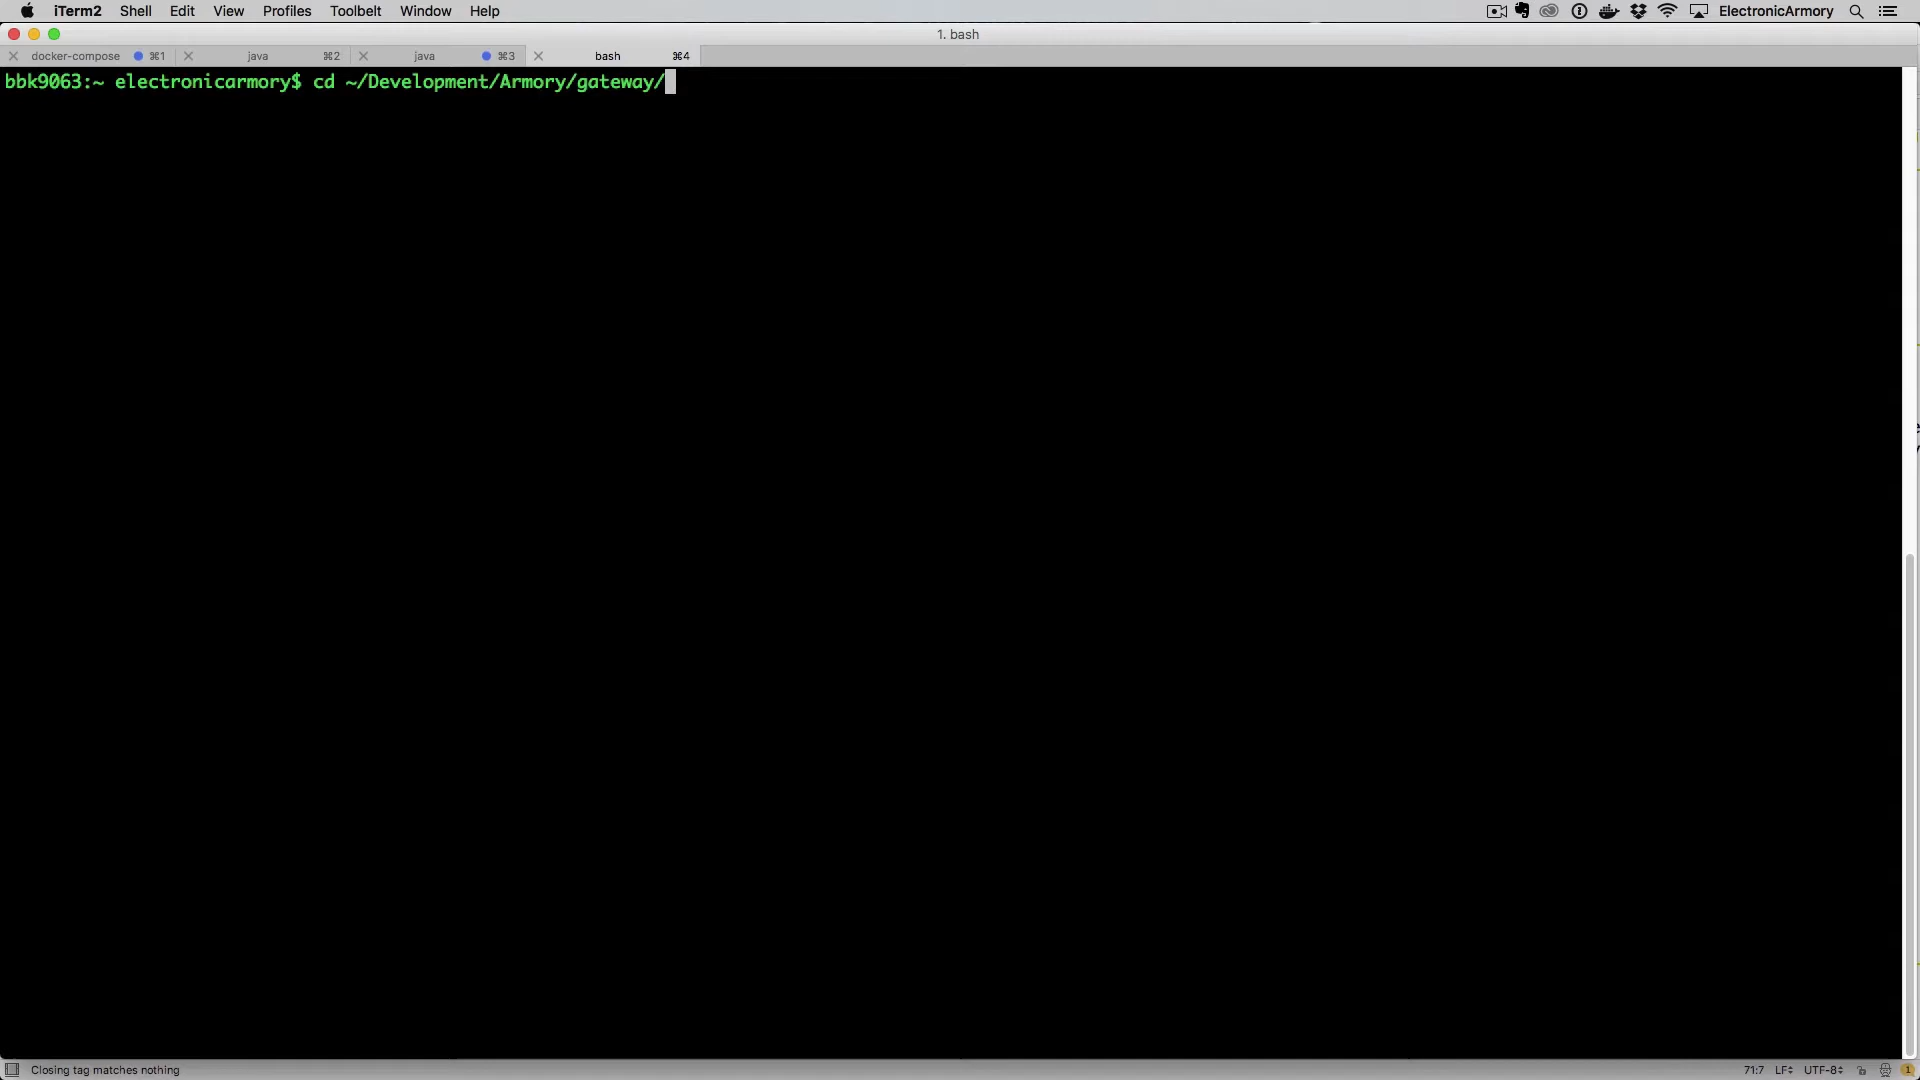 iTerm2 Shell Edit View Profiles Toolbelt Window Help ElectronicArmory
1. bash
docker-compose ⌘1 java ⌘2 java ⌘3 bash ⌘4
bbk9063:~ electronicarmory$ cd ~/Development/Armory/gateway/
Closing tag matches nothing 71:7 LF UTF-8 1